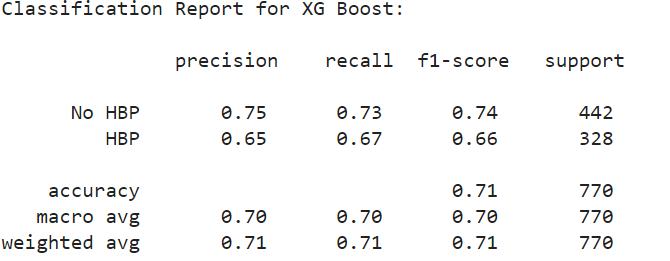 Classification Report for XG Boost:
precision recall f1-score support
No HBP 0.75 0.73 0.74 442
HBP 0.65 0.67 0.66 328
accuracy 0.71 770
macro avg 0.70 0.70 0.70 770
weighted avg 0.71 0.71 0.71 770